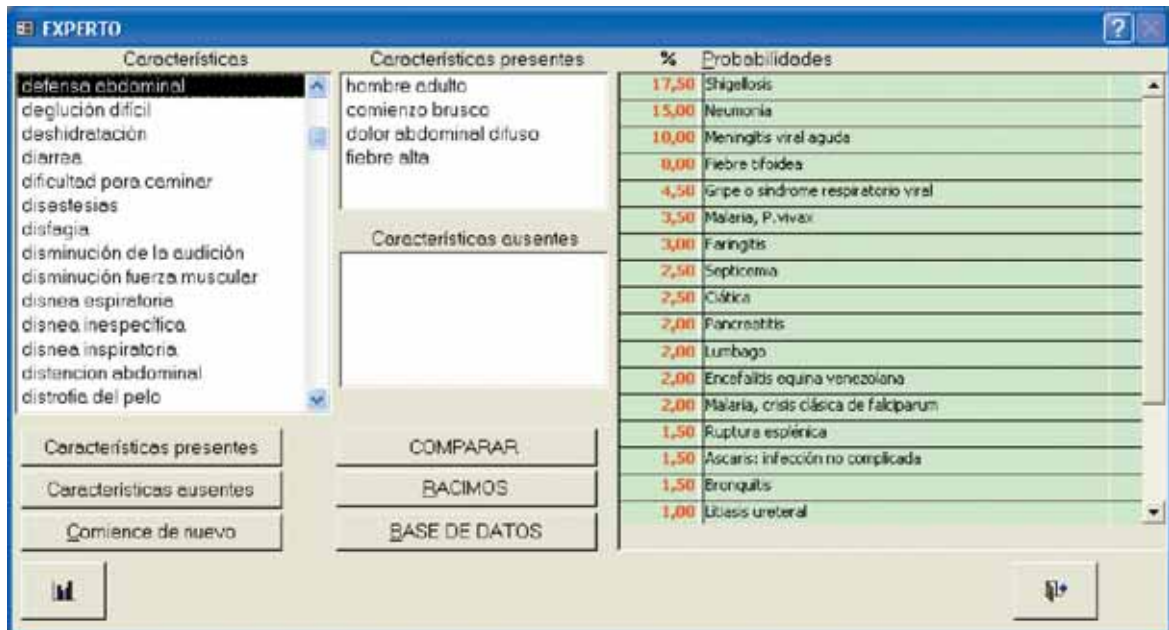 EXPERTO
Características
defensa abdominal
deglución difícil
deshidratación
diarrea
dificultad para caminar
disestesias
disfagia
disminución de la audición
disminución fuerza muscular
disnea espiratoria
disnea inespecífica
disnea inspiratoria
distencion abdominal
distrofia del pelo
Características presentes
hombre adulto
comienzo brusco
dolor abdominal difuso
fiebre alta
Características ausentes
% Probabilidades
17,50 Shigellosis
15,00 Neumonía
10,00 Meningitis viral aguda
8,00 Fiebre tifoidea
4,50 Gripe o síndrome respiratorio viral
3,50 Malaria, P.vivax
3,00 Faringitis
2,50 Septicemia
2,50 Ciática
2,00 Pancreatitis
2,00 Lumbago
2,00 Encefalitis equina venezolana
2,00 Malaria, crisis clásica de falciparum
1,50 Ruptura esplénica
1,50 Ascaris: infección no complicada
1,50 Bronquitis
1,00 Litiasis ureteral
Características presentes
Caracteristicas ausentes
Comience de nuevo
COMPARAR
RACIMOS
BASE DE DATOS